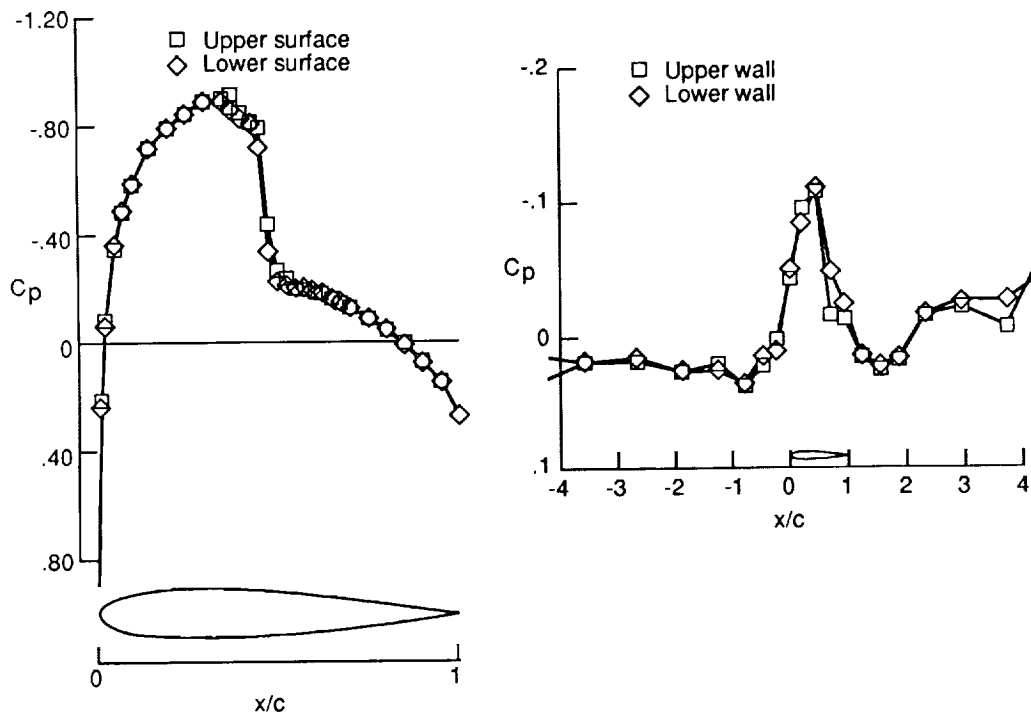 -1.20
-.80
-.40
0
.40
.80
Cp
Upper surface
Lower surface
0 1
x/c
-.2
-.1
0
.1
Cp
Upper wall
Lower wall
-4 -3 -2 -1 0 1 2 3 4
x/c